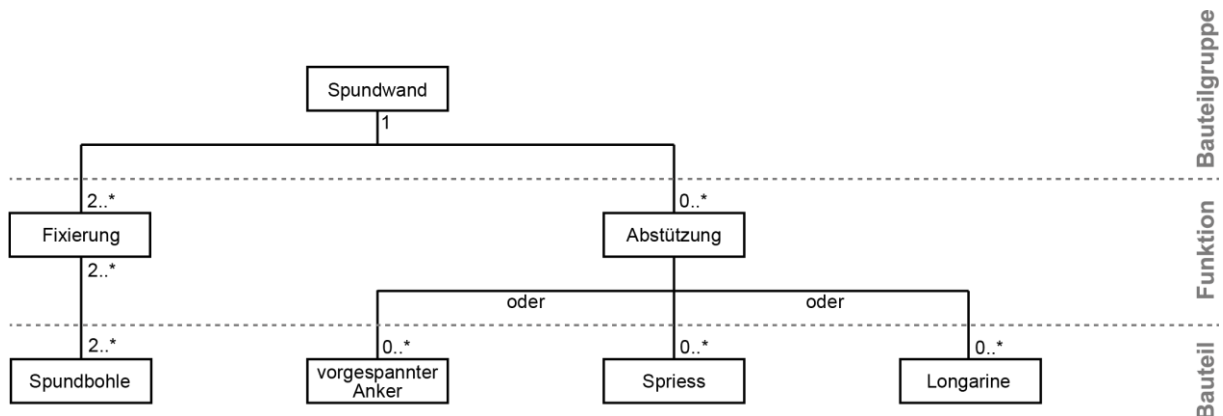 Bauteilgruppe
Spundwand
1
2..*
0..*
Fixierung
Abstützung
Funktion
2..*
oder
oder
2..*
0..*
0..*
0..*
Spundbohle
vorgespannter
Anker
Spriess
Longarine
Bauteil